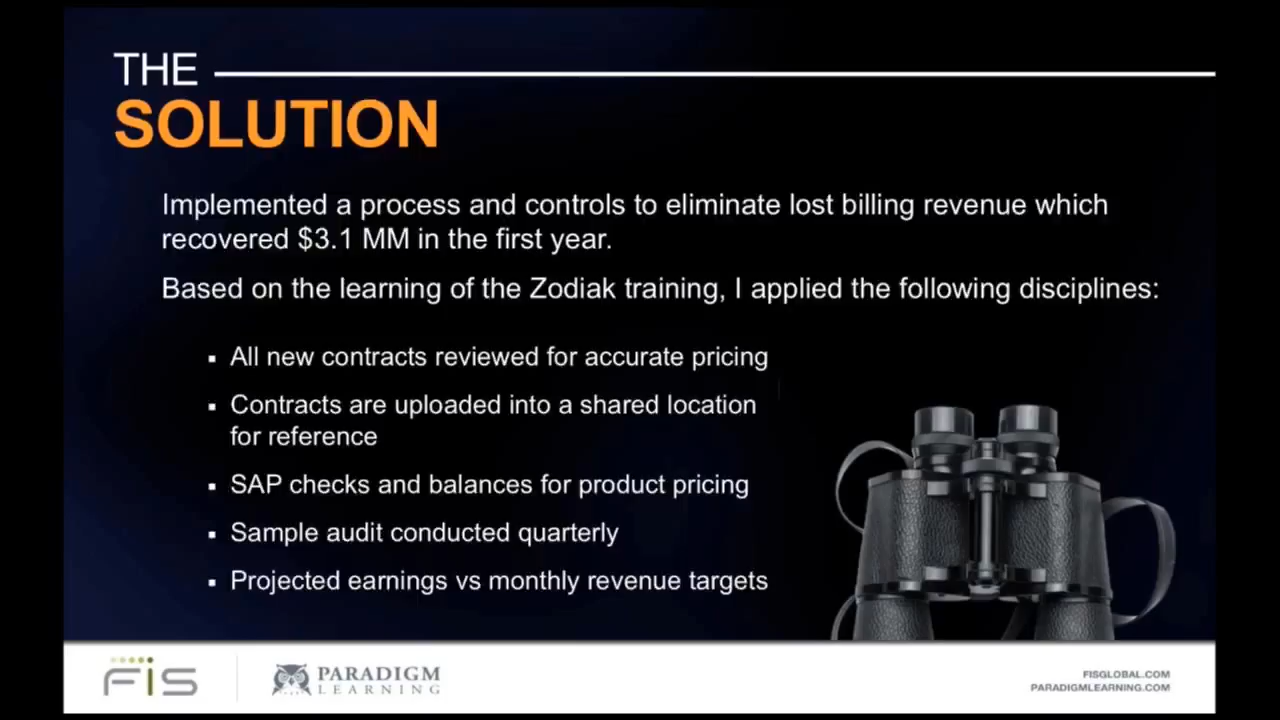 THE
SOLUTION
Implemented a process and controls to eliminate lost billing revenue which
recovered $3.1 MM in the first year.
Based on the learning of the Zodiak training, I applied the following disciplines:
▪ All new contracts reviewed for accurate pricing
▪ Contracts are uploaded into a shared location
for reference
▪ SAP checks and balances for product pricing
▪ Sample audit conducted quarterly
▪ Projected earnings vs monthly revenue targets
FIS
PARADIGM
LEARNING
FISGLOBAL.COM
PARADIGMLEARNING.COM